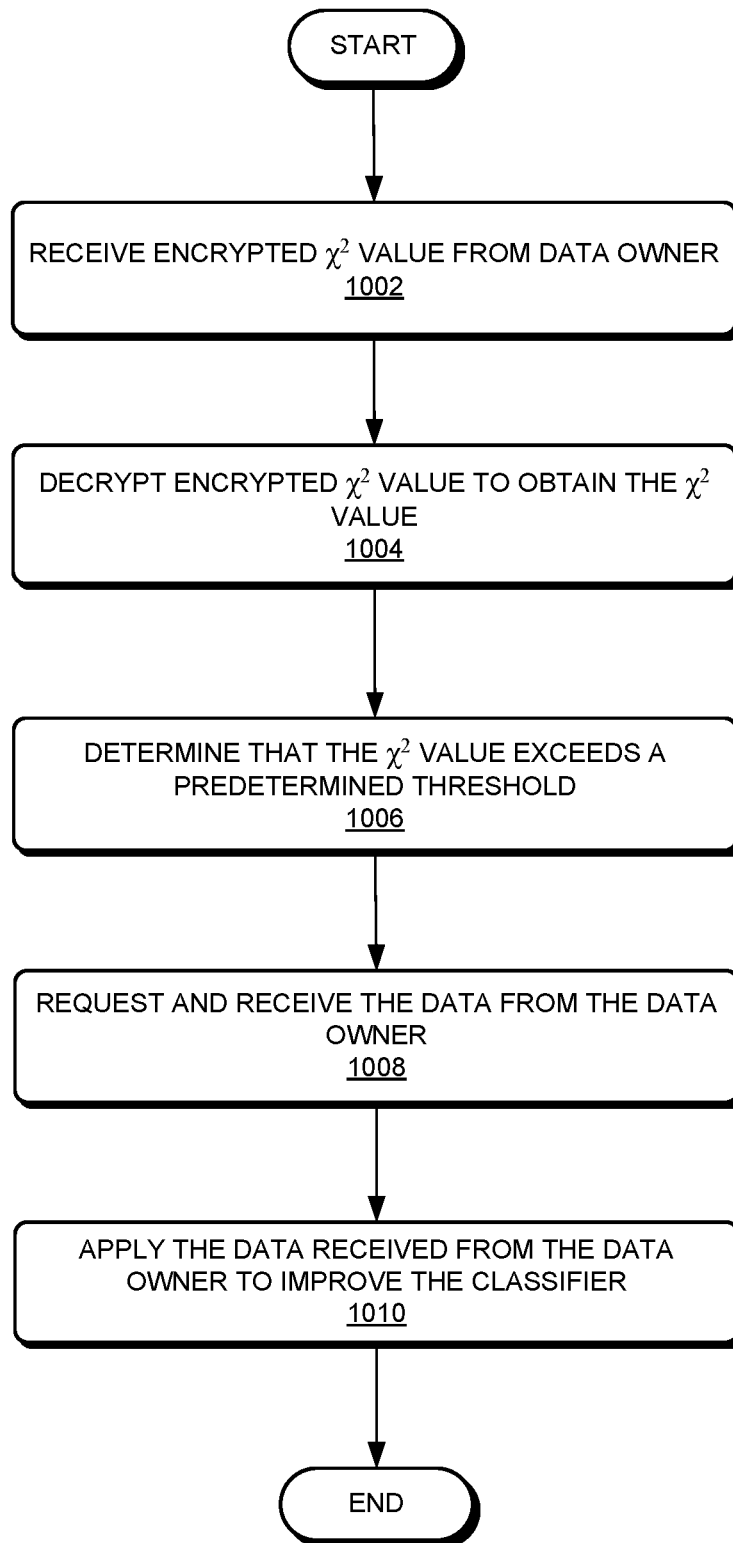 START
RECEIVE ENCRYPTED χ² VALUE FROM DATA OWNER
1002
DECRYPT ENCRYPTED χ² VALUE TO OBTAIN THE χ²
VALUE
1004
DETERMINE THAT THE χ² VALUE EXCEEDS A
PREDETERMINED THRESHOLD
1006
REQUEST AND RECEIVE THE DATA FROM THE DATA
OWNER
1008
APPLY THE DATA RECEIVED FROM THE DATA
OWNER TO IMPROVE THE CLASSIFIER
1010
END